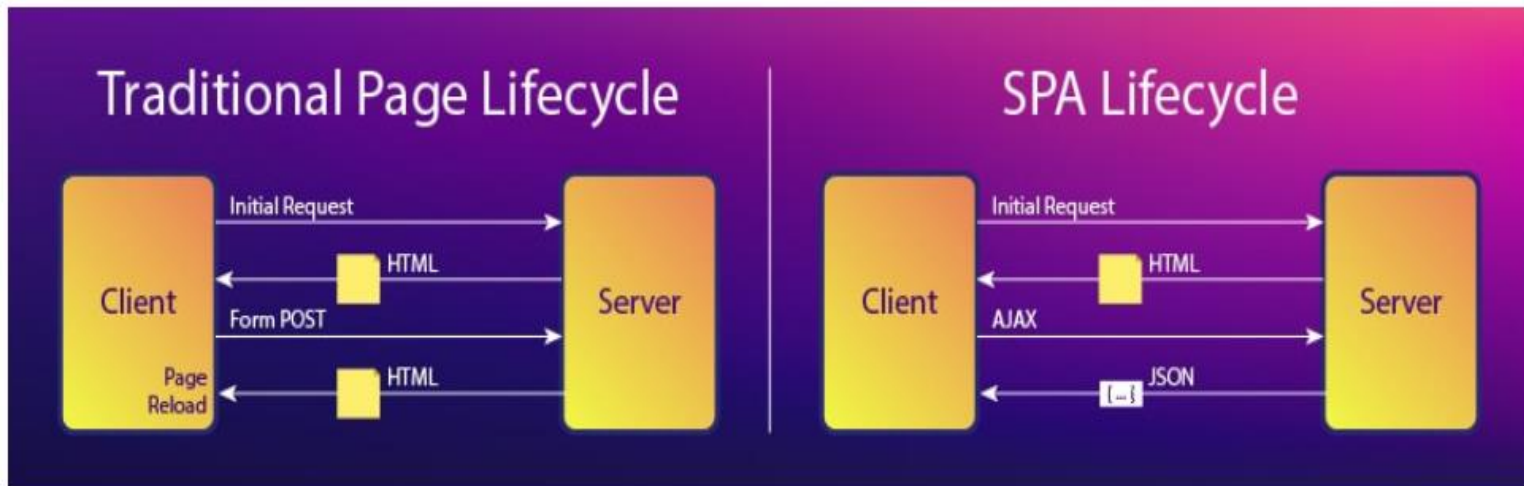 Traditional Page Lifecycle
Client
Initial Request
HTML
Form POST
HTML
Page
Reload
Server
SPA Lifecycle
Client
Initial Request
HTML
AJAX
JSON
{...}
Server